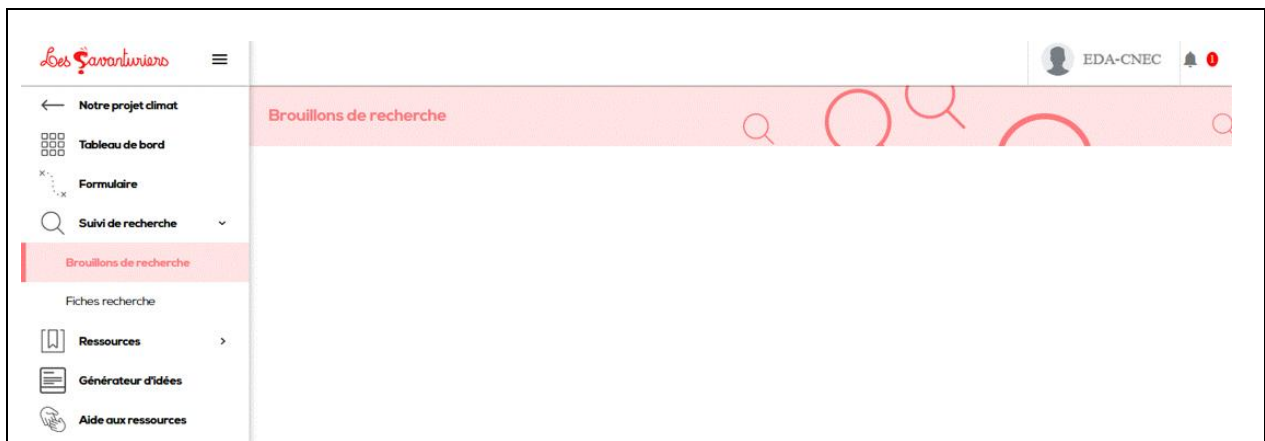 Les Savanturiers
EDA-CNEC
1
Notre projet climat
Brouillons de recherche
Tableau de bord
Formulaire
Suivi de recherche
Brouillons de recherche
Fiches recherche
Ressources
Générateur d'idées
Aide aux ressources